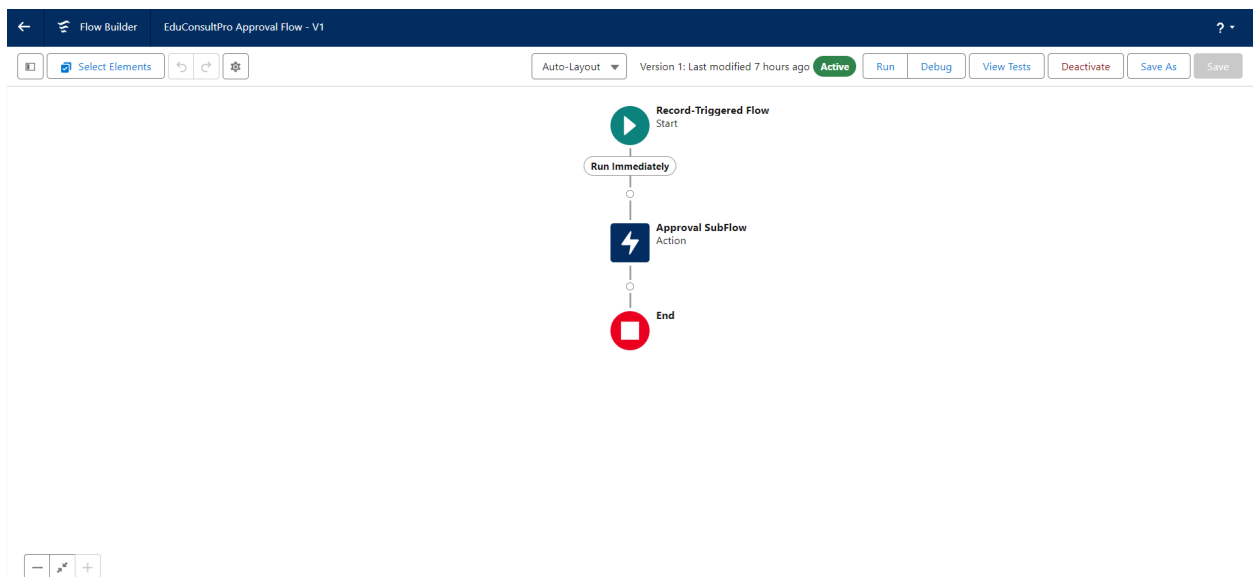 Flow Builder
EduConsultPro Approval Flow - V1
?
Select Elements
Auto-Layout
Version 1: Last modified 7 hours ago
Active
Run
Debug
View Tests
Deactivate
Save As
Save
Record-Triggered Flow
Start
Run Immediately
Approval SubFlow
Action
End